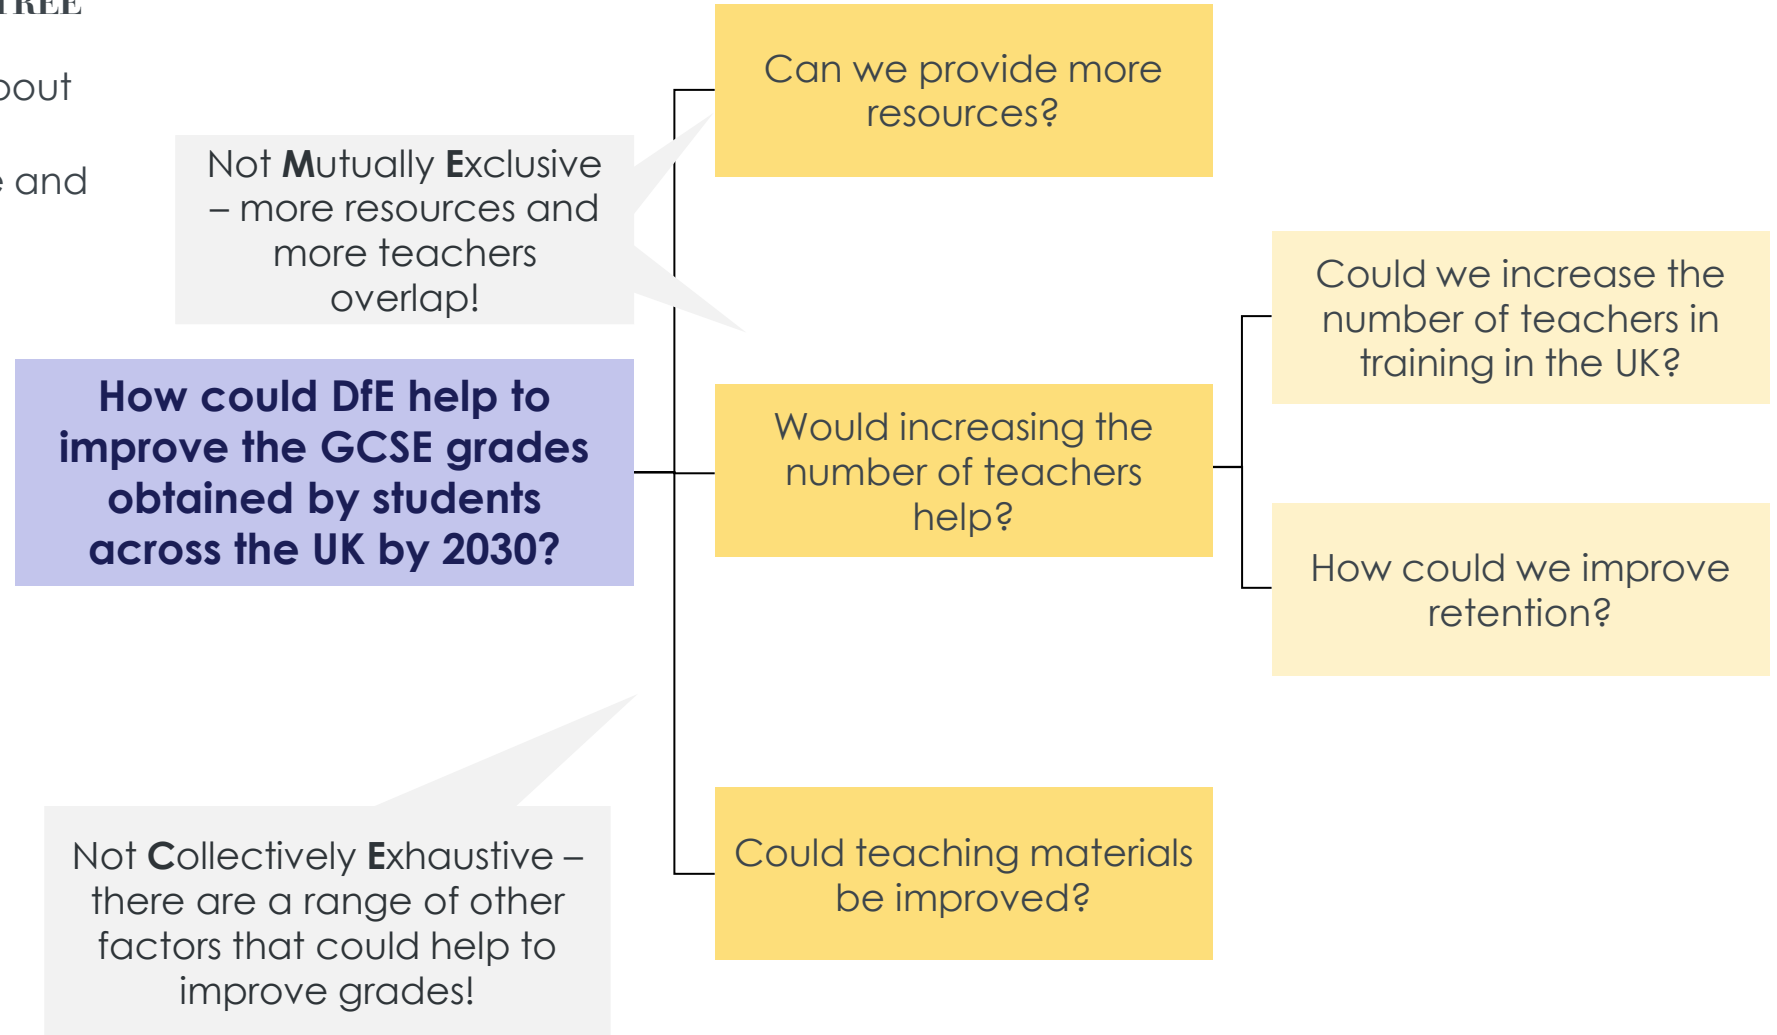 TREE
and
Can we provide more
resources?
Not Mutually Exclusive
– more resources and
more teachers
overlap!
How could DfE help to
improve the GCSE grades
obtained by students
across the UK by 2030?
Would increasing the
number of teachers
help?
Could we increase the
number of teachers in
training in the UK?
How could we improve
retention?
Not Collectively Exhaustive –
there are a range of other
factors that could help to
improve grades!
Could teaching materials
be improved?